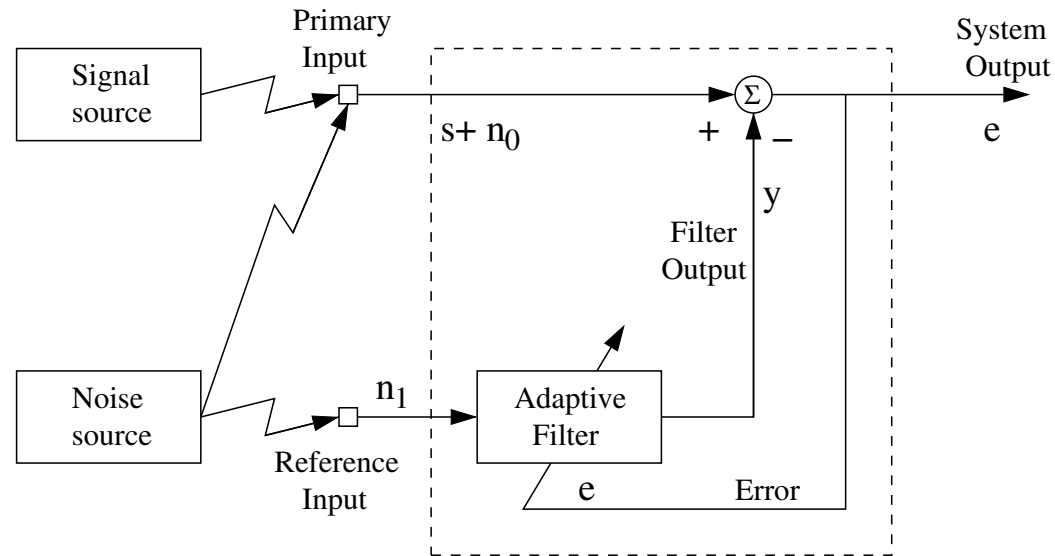 Primary
Input
System
Output
Signal
source
Σ
s+ n0
+
−
e
y
Filter
Output
Noise
source
n1
Adaptive
Filter
Reference
Input
e
Error